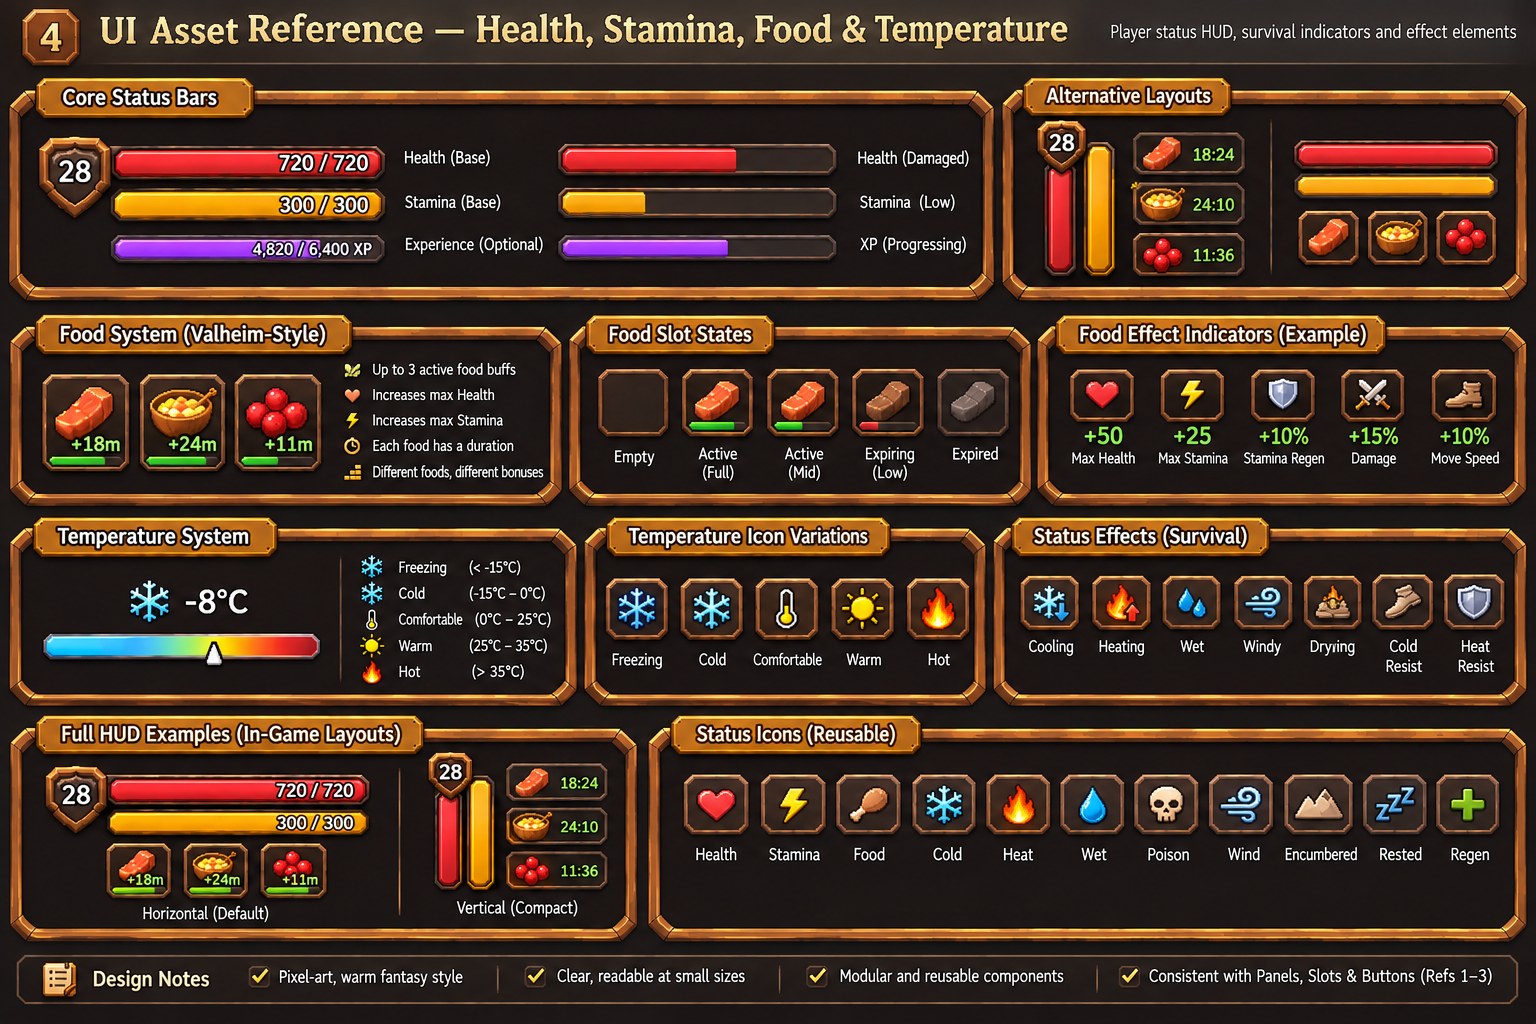 4
UI Asset Reference — Health, Stamina, Food & Temperature
Player status HUD, survival indicators and effect elements
Core Status Bars
28
720 / 720
Health (Base)
Health (Damaged)
300 / 300
Stamina (Base)
Stamina (Low)
4,820 / 6,400 XP
Experience (Optional)
XP (Progressing)
Alternative Layouts
28
18:24
24:10
11:36
Food System (Valheim-Style)
+18m
+24m
+11m
Up to 3 active food buffs
Increases max Health
Increases max Stamina
Each food has a duration
Different foods, different bonuses
Food Slot States
Empty
Active
(Full)
Active
(Mid)
Expiring
(Low)
Expired
Food Effect Indicators (Example)
+50
Max Health
+25
Max Stamina
+10%
Stamina Regen
+15%
Damage
+10%
Move Speed
Temperature System
-8°C
Freezing (< -15°C)
Cold (-15°C – 0°C)
Comfortable (0°C – 25°C)
Warm (25°C – 35°C)
Hot (> 35°C)
Temperature Icon Variations
Freezing
Cold
Comfortable
Warm
Hot
Status Effects (Survival)
Cooling
Heating
Wet
Windy
Drying
Cold
Resist
Heat
Resist
Full HUD Examples (In-Game Layouts)
28
720 / 720
300 / 300
+18m
+24m
+11m
Horizontal (Default)
28
18:24
24:10
11:36
Vertical (Compact)
Status Icons (Reusable)
zzZ
Health
Stamina
Food
Cold
Heat
Wet
Poison
Wind
Encumbered
Rested
Regen
Design Notes
Pixel-art, warm fantasy style
Clear, readable at small sizes
Modular and reusable components
Consistent with Panels, Slots & Buttons (Refs 1–3)